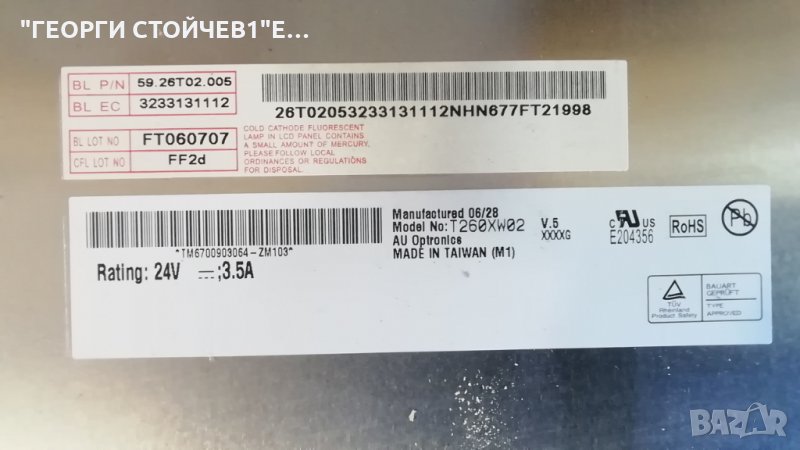 "ГЕОРГИ СТОЙЧЕВ1"Е...
BL P/N 59.26T02.005
BL EC 3233131112
BL LOT NO FT060707
CFL LOT NO FF2d
26T02053233131112NHN677FT21998
COLD CATHODE FLUORESCENT
LAMP IN LCD PANEL CONTAINS
A SMALL AMOUNT OF MERCURY,
PLEASE FOLLOW LOCAL
ORDINANCES OR REGULATIONS
FOR DISPOSAL.
*TM6700903064-ZM103*
Rating: 24V ⎓;3.5A
Manufactured 06/28
Model No: T260XW02 V.5
AU Optronics XXXXG
MADE IN TAIWAN (M1)
c RU US
E204356
RoHS
Pb
TÜV
Rheinland
Product Safety
BAUART
GEPRÜFT
TYPE
APPROVED
BAZAR